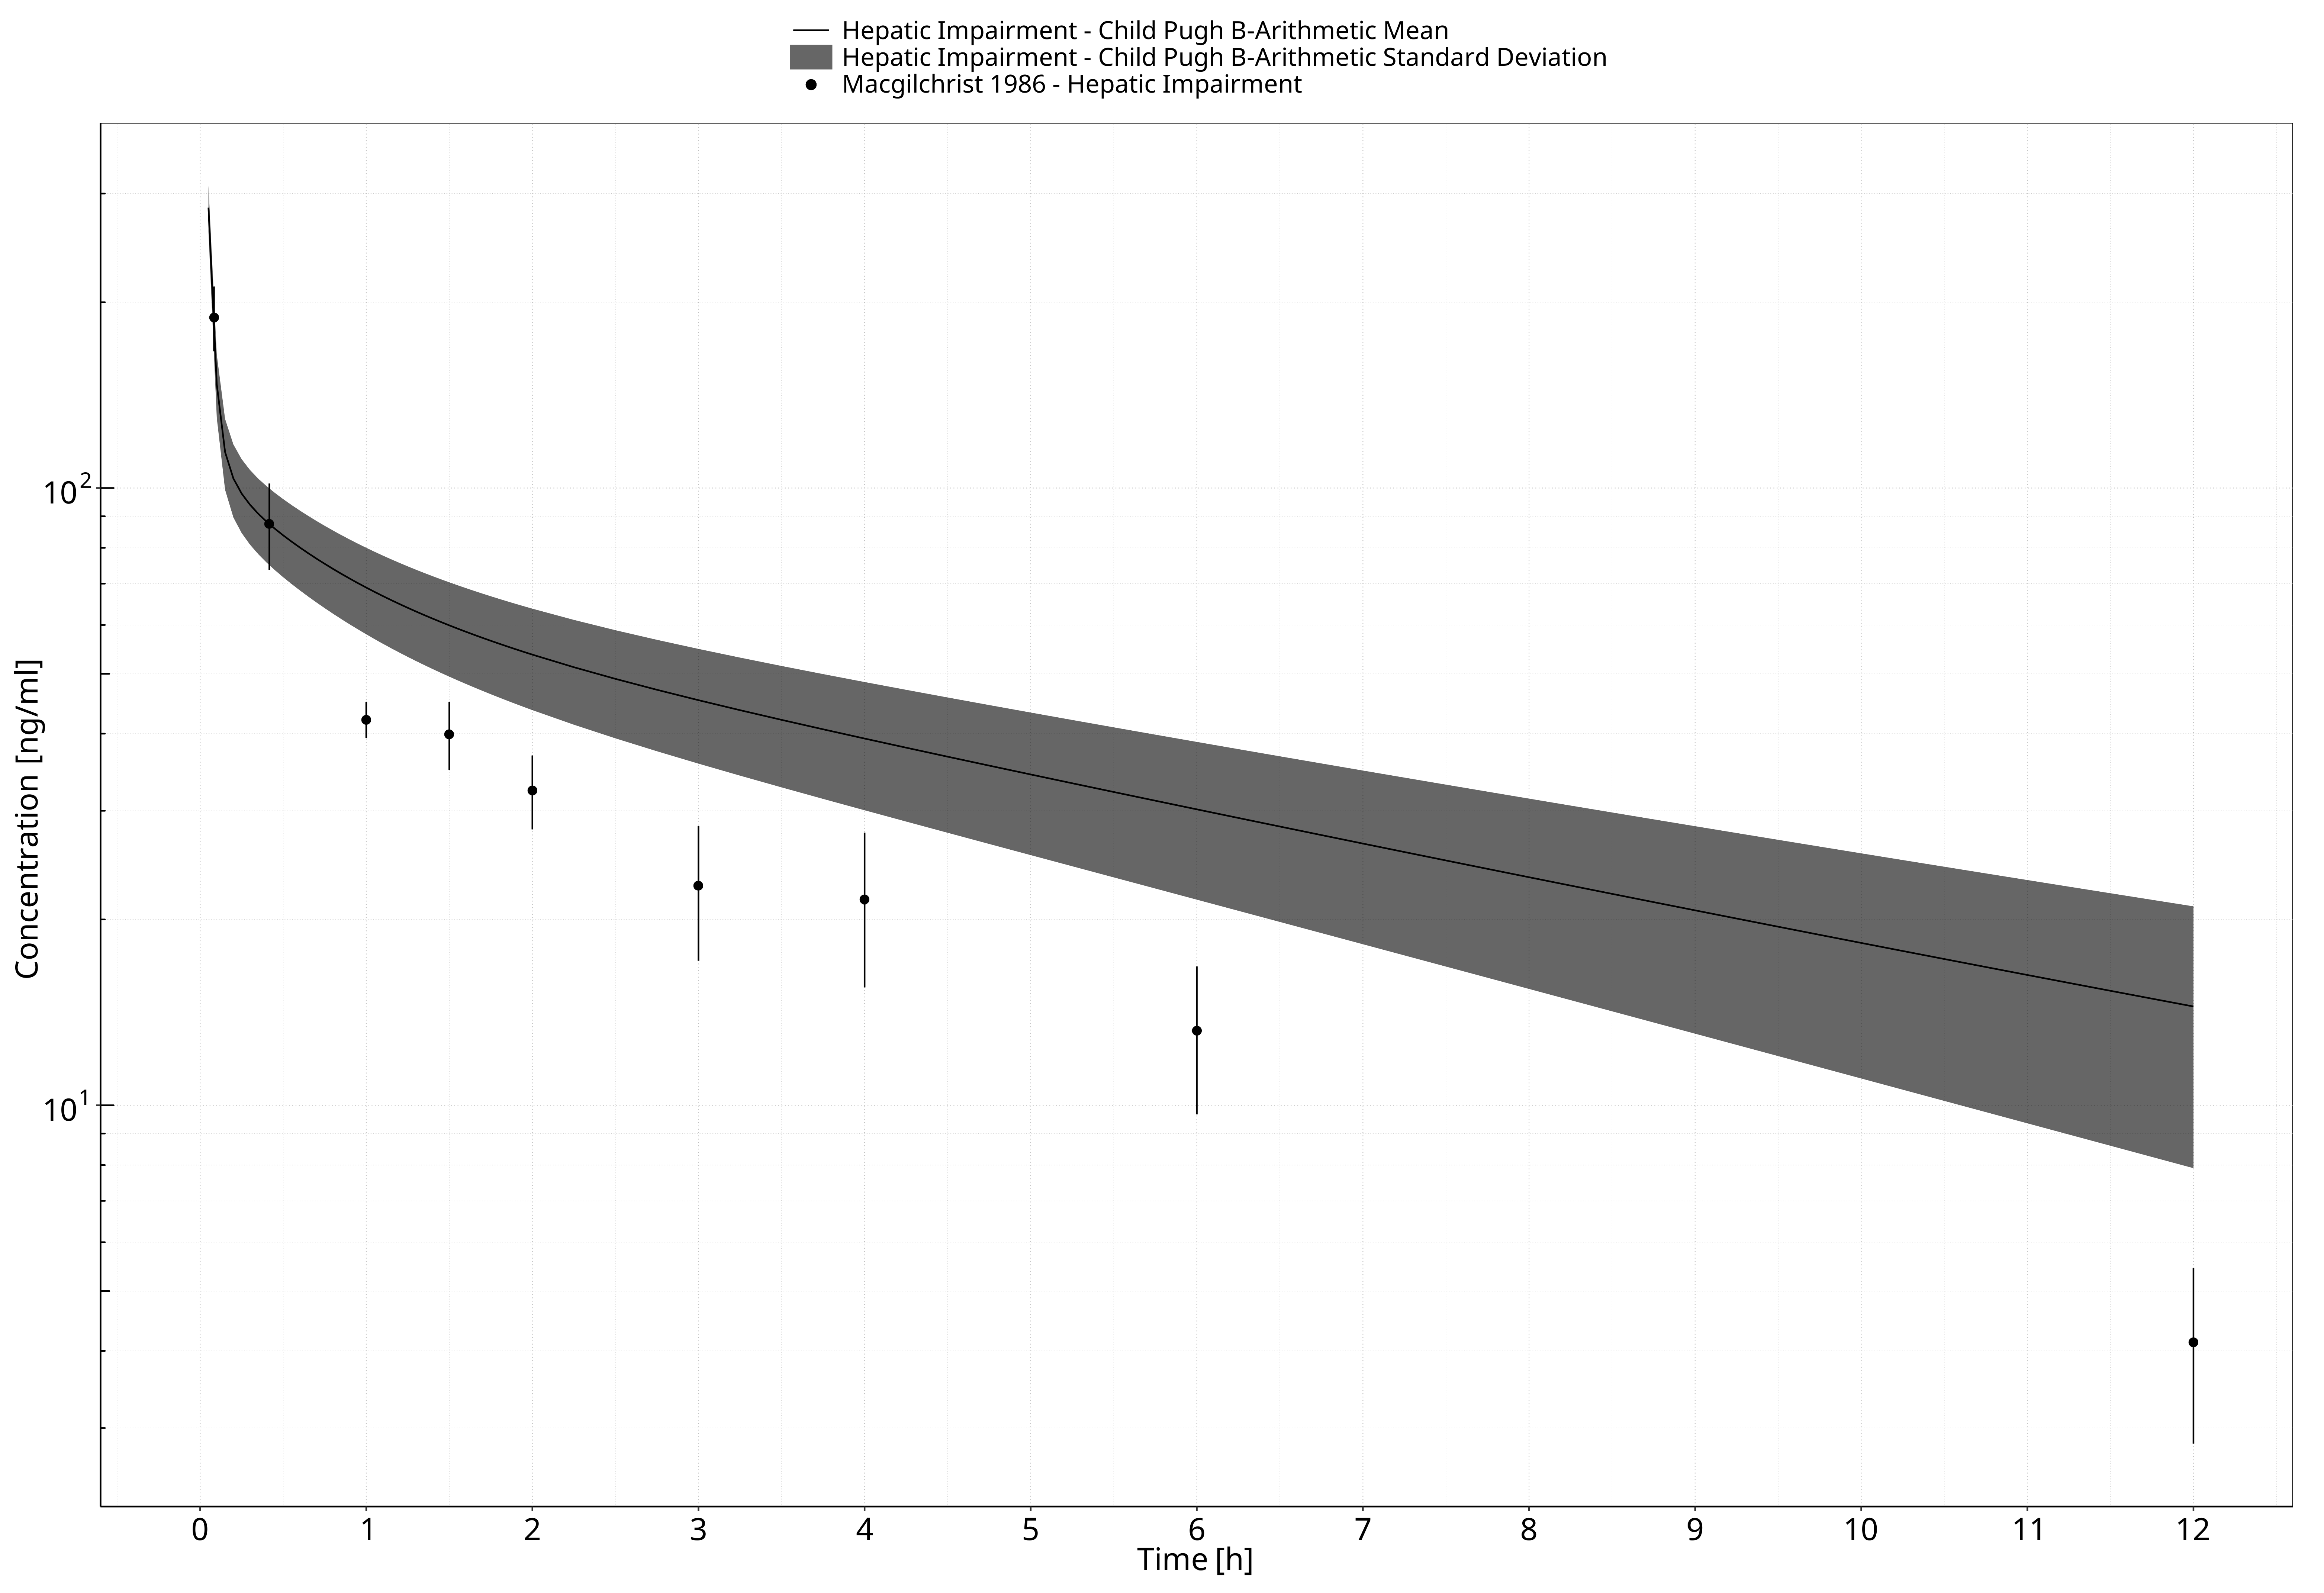 Hepatic Impairment - Child Pugh B-Arithmetic Mean
Hepatic Impairment - Child Pugh B-Arithmetic Standard Deviation
Macgilchrist 1986 - Hepatic Impairment
Concentration [ng/ml]
10²
10¹
0 1 2 3 4 5 6 7 8 9 10 11 12
Time [h]